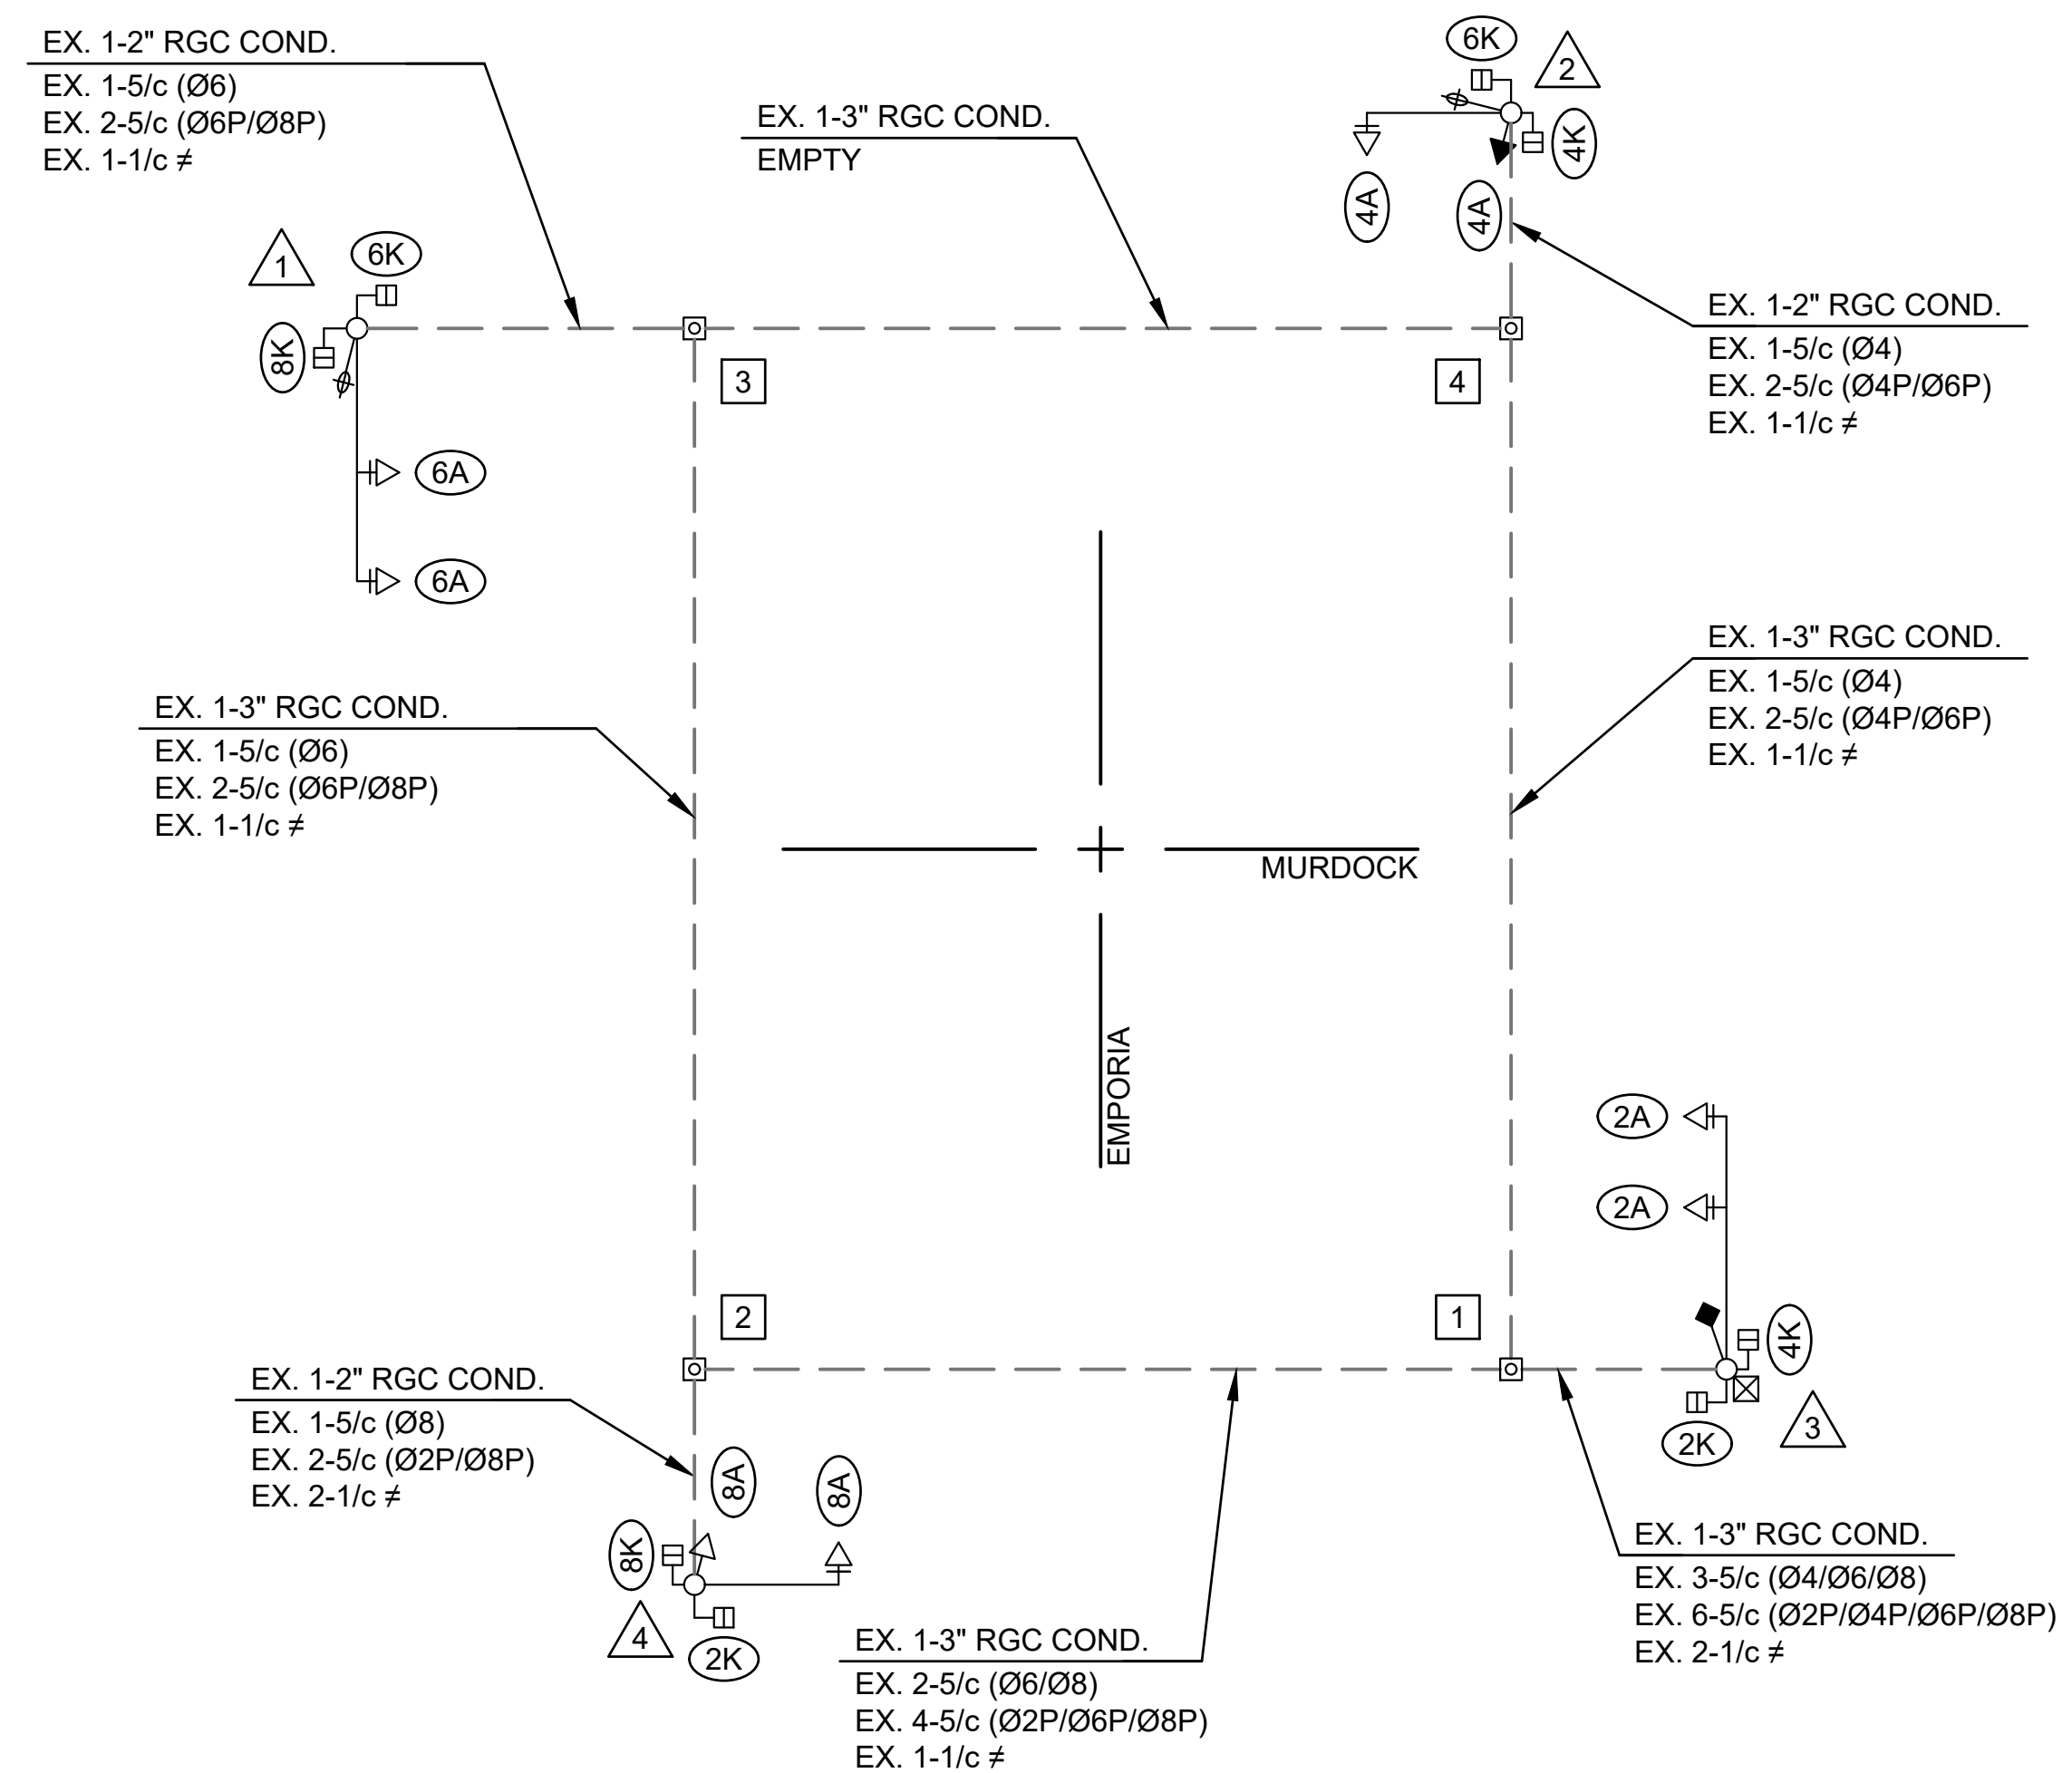 EX. 1-2" RGC COND.
EX. 1-5/c (Ø6)
EX. 2-5/c (Ø6P/Ø8P)
EX. 1-1/c ≠
EX. 1-3" RGC COND.
EMPTY
6K
2
4K
4A
4A
1
6K
8K
EX. 1-2" RGC COND.
EX. 1-5/c (Ø4)
EX. 2-5/c (Ø4P/Ø6P)
EX. 1-1/c ≠
3
4
6A
6A
EX. 1-3" RGC COND.
EX. 1-5/c (Ø4)
EX. 2-5/c (Ø4P/Ø6P)
EX. 1-1/c ≠
EX. 1-3" RGC COND.
EX. 1-5/c (Ø6)
EX. 2-5/c (Ø6P/Ø8P)
EX. 1-1/c ≠
MURDOCK
EMPORIA
2A
2A
2
1
4K
3
2K
EX. 1-2" RGC COND.
EX. 1-5/c (Ø8)
EX. 2-5/c (Ø2P/Ø8P)
EX. 2-1/c ≠
8A
8A
8K
4
2K
EX. 1-3" RGC COND.
EX. 3-5/c (Ø4/Ø6/Ø8)
EX. 6-5/c (Ø2P/Ø4P/Ø6P/Ø8P)
EX. 2-1/c ≠
EX. 1-3" RGC COND.
EX. 2-5/c (Ø6/Ø8)
EX. 4-5/c (Ø2P/Ø6P/Ø8P)
EX. 1-1/c ≠